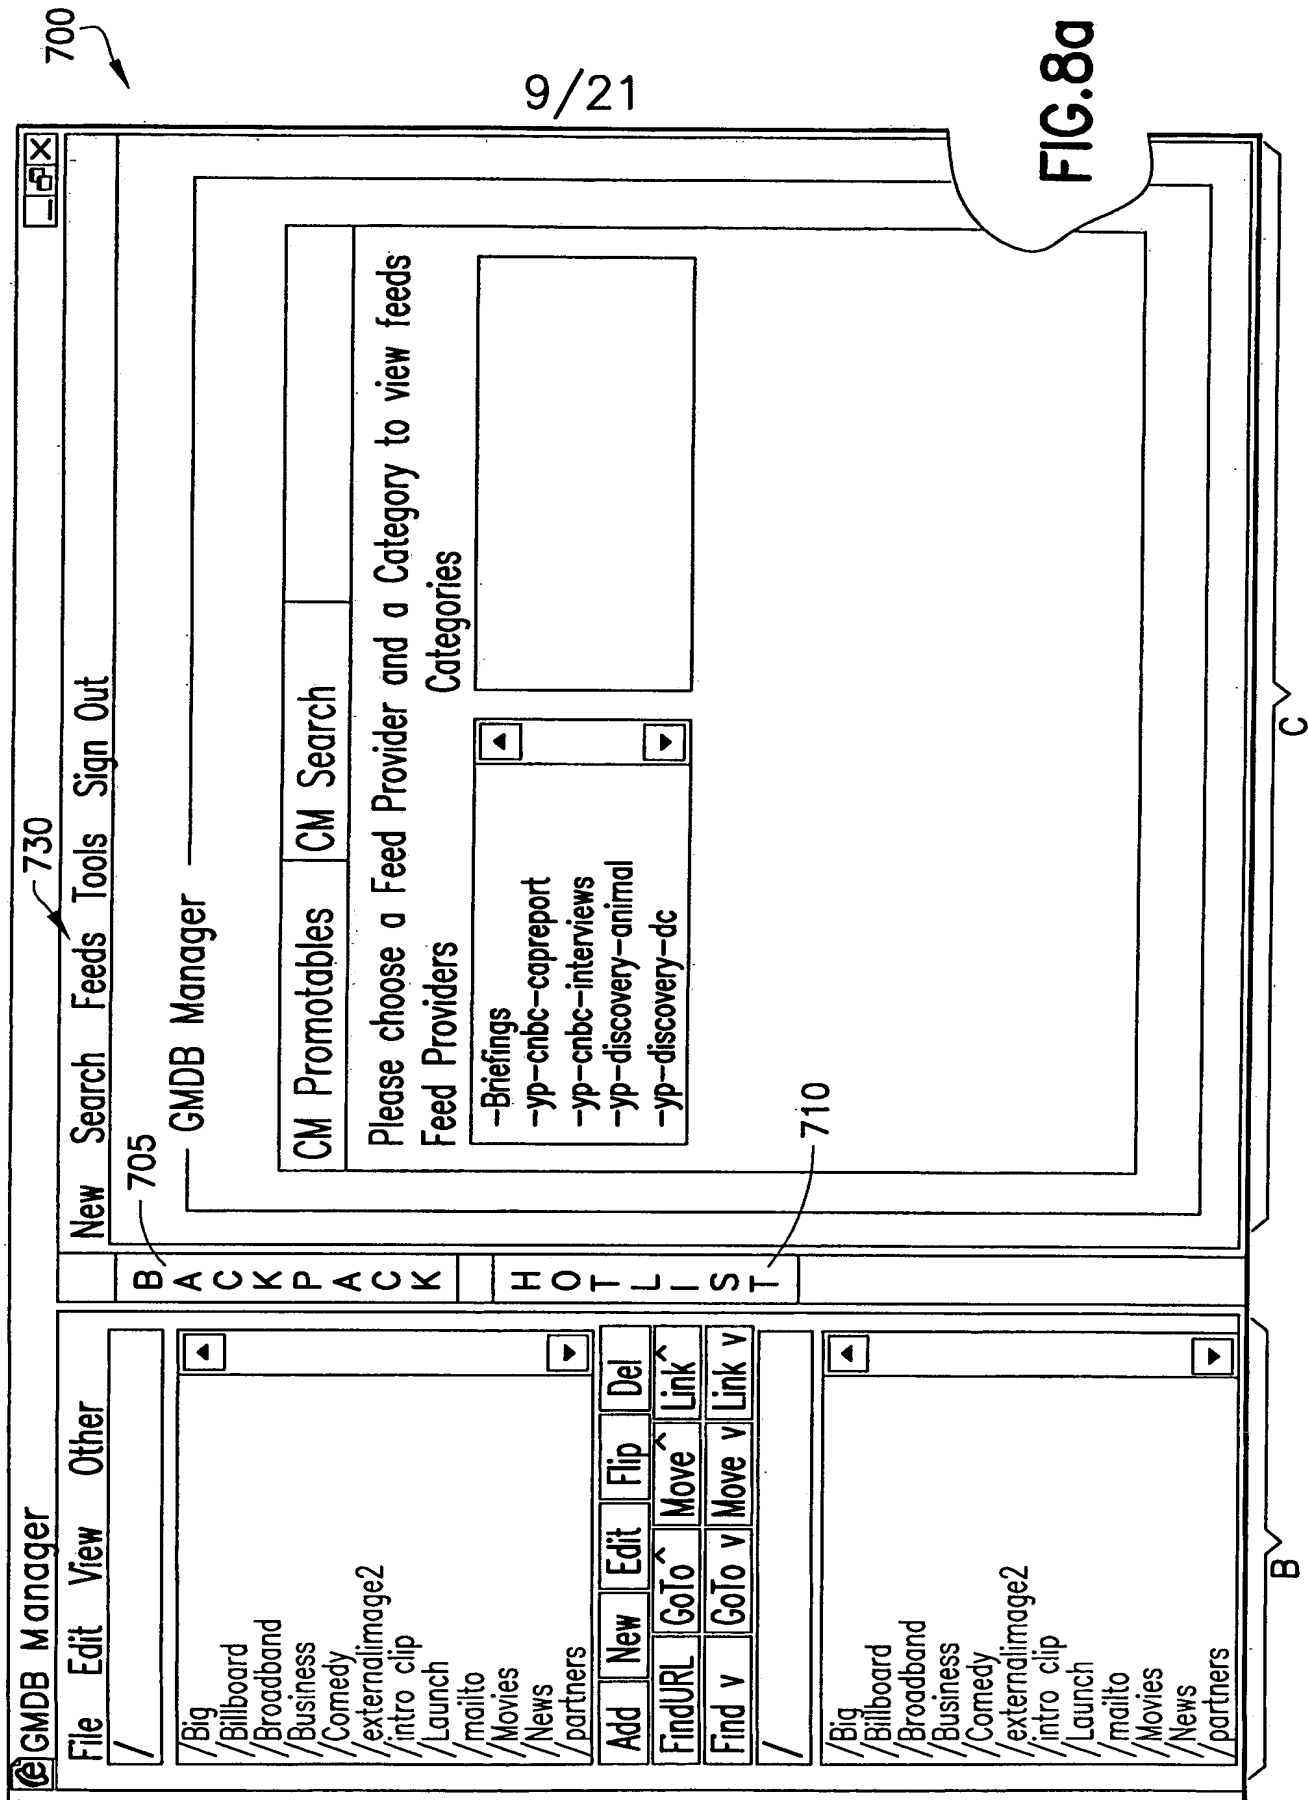 9/21
700
GMDB Manager
File Edit View Other
/
/Big
/Billboard
/Broadband
/Business
/Comedy
/externalimage2
/intro clip
/Launch
/mailto
/Movies
/News
/partners
Add New Edit Flip Del
FindURL GoTo ^ Move ^ Link ^
Find v GoTo v Move v Link v
/
/Big
/Billboard
/Broadband
/Business
/Comedy
/externalimage2
/intro clip
/Launch
/mailto
/Movies
/News
/partners
B
BACKPACK
705
HOTLIST
710
730
New Search Feeds Tools Sign Out
GMDB Manager
CM Promotables CM Search
Please choose a Feed Provider and a Category to view feeds
Feed Providers Categories
-Briefings
-yp-cnbc-capreport
-yp-cnbc-interviews
-yp-discovery-animal
-yp-discovery-dc
C
FIG.8a